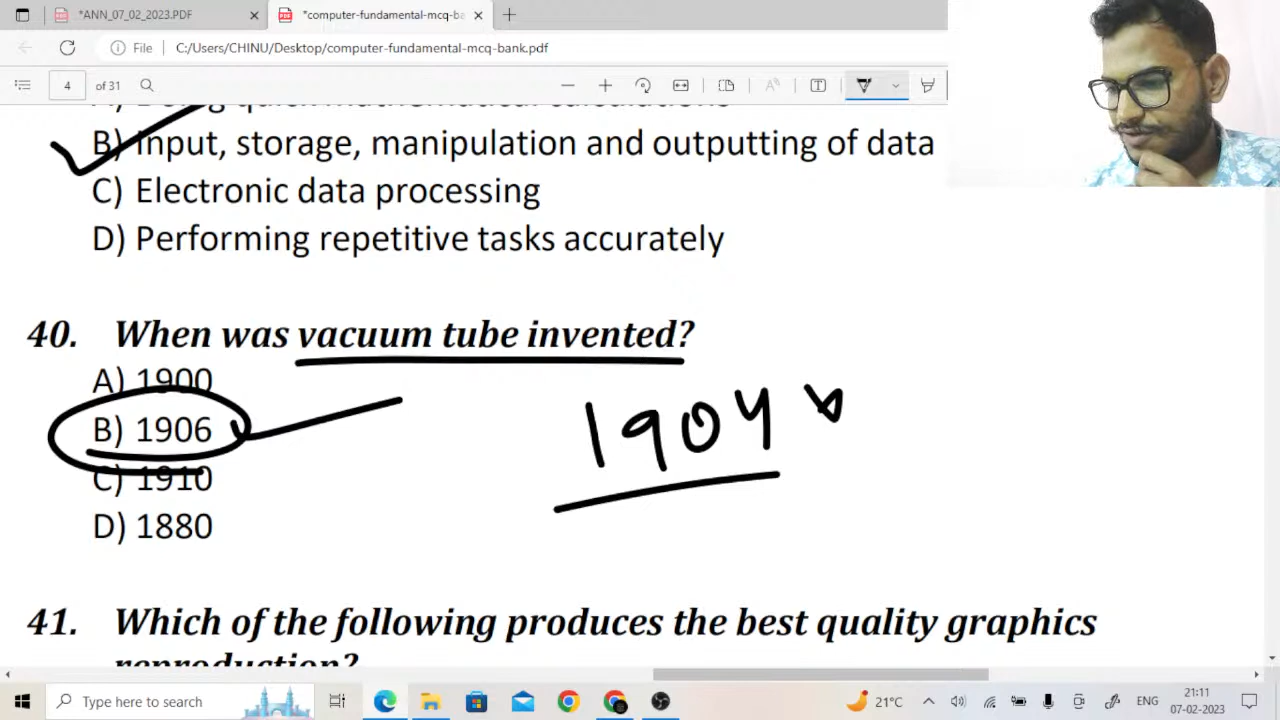 *ANN_07_02_2023.PDF
*computer-fundamental-mcq-ba
File
C:/Users/CHINU/Desktop/computer-fundamental-mcq-bank.pdf
4 of 31
B) Input, storage, manipulation and outputting of data
C) Electronic data processing
D) Performing repetitive tasks accurately
40. When was vacuum tube invented?
A) 1900
B) 1906
1904
C) 1910
D) 1880
41. Which of the following produces the best quality graphics
reproduction?
Type here to search
21°C
ENG
21:11
07-02-2023